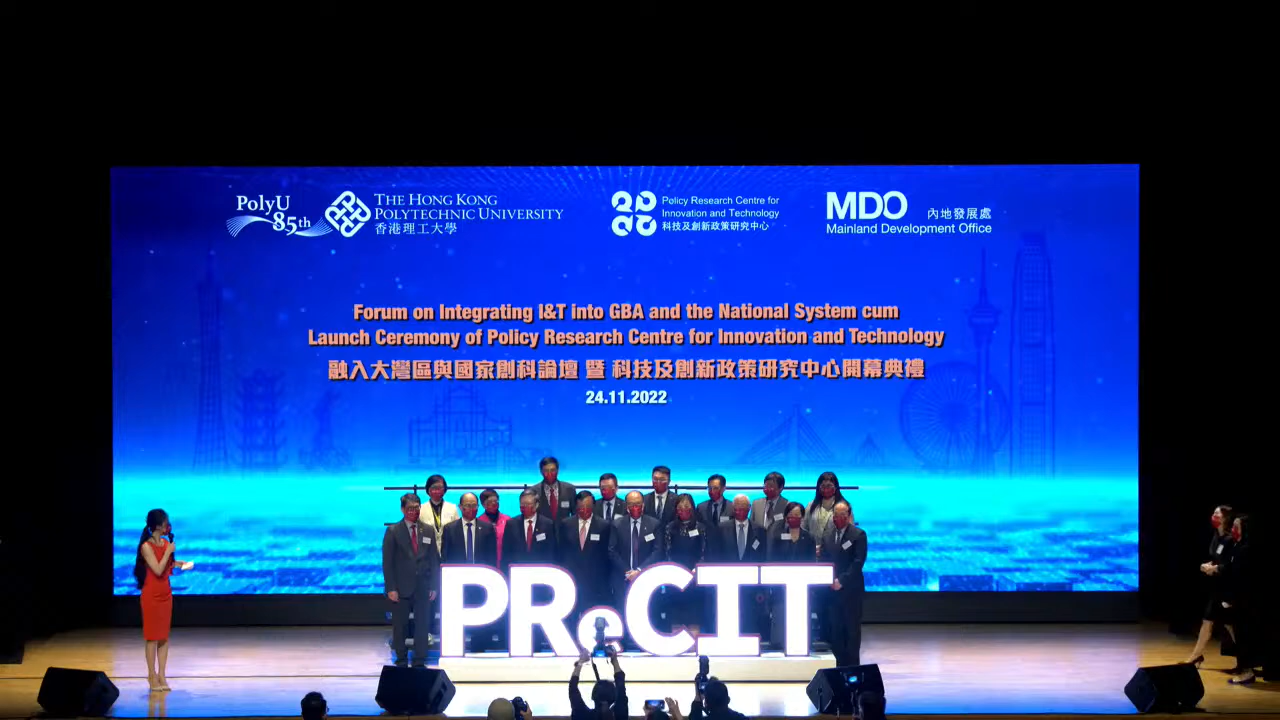 PolyU
85th
THE HONG KONG
POLYTECHNIC UNIVERSITY
香港理工大學
Policy Research Centre for
Innovation and Technology
科技及創新政策研究中心
MDO 內地發展處
Mainland Development Office
Forum on Integrating I&T into GBA and the National System cum
Launch Ceremony of Policy Research Centre for Innovation and Technology
融入大灣區與國家創科論壇 暨 科技及創新政策研究中心開幕典禮
24.11.2022
PReCIT